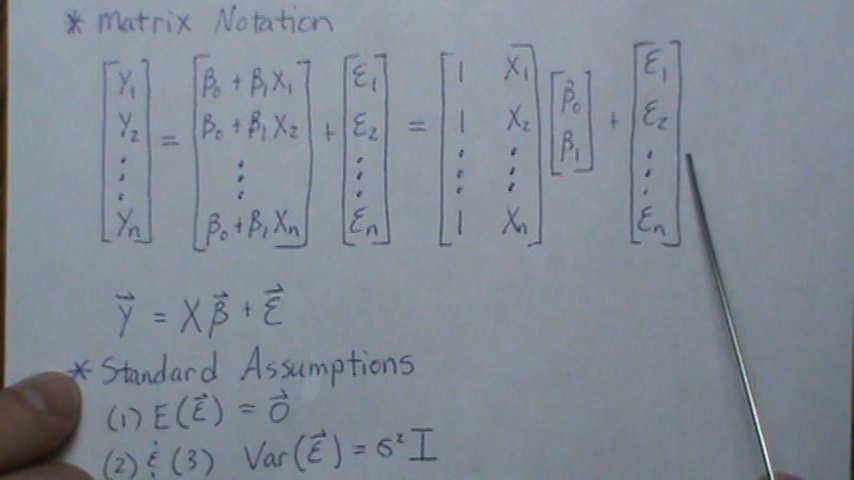 * Matrix Notation
[Y₁ Y₂ ⋮ Yₙ] = [β₀ + β₁X₁ β₀ + β₁X₂ ⋮ β₀ + β₁Xₙ] + [ε₁ ε₂ ⋮ εₙ] = [1 X₁ 1 X₂ ⋮ ⋮ 1 Xₙ] [β₀ β₁] + [ε₁ ε₂ ⋮ εₙ]
Y⃗ = Xβ⃗ + ε⃗
* Standard Assumptions
(1) E(ε⃗) = 0⃗
(2) & (3) Var(ε⃗) = σ² I